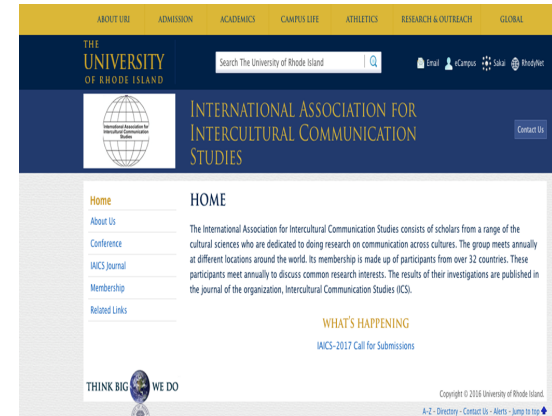 ABOUT URI ADMISSION ACADEMICS CAMPUS LIFE ATHLETICS RESEARCH & OUTREACH GLOBAL
THE
UNIVERSITY
OF RHODE ISLAND
Search The University of Rhode Island
Email eCampus Sakai RhodyNet
International Association for
Intercultural Communication
Studies
INTERNATIONAL ASSOCIATION FOR
INTERCULTURAL COMMUNICATION
STUDIES
Contact Us
Home
About Us
Conference
IAICS Journal
Membership
Related Links
HOME
The International Association for Intercultural Communication Studies consists of scholars from a range of the
cultural sciences who are dedicated to doing research on communication across cultures. The group meets annually
at different locations around the world. Its membership is made up of participants from over 32 countries. These
participants meet annually to discuss common research interests. The results of their investigations are published in
the journal of the organization, Intercultural Communication Studies (ICS).
WHAT'S HAPPENING
IAICS-2017 Call for Submissions
THINK BIG WE DO
Copyright © 2016 University of Rhode Island.
A-Z - Directory - Contact Us - Alerts - Jump to top